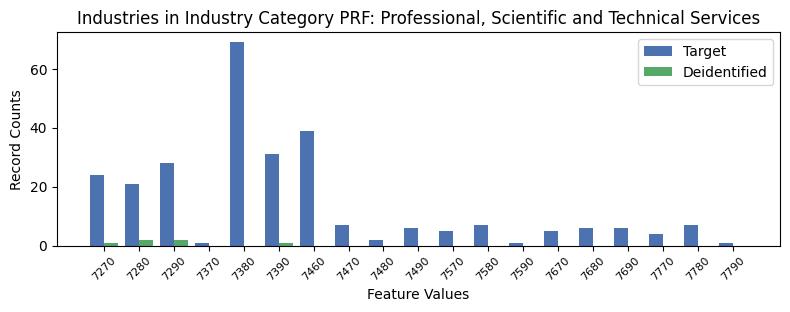 Industries in Industry Category PRF: Professional, Scientific and Technical Services
Target
Deidentified
Record Counts
60
40
20
0
7270 7280 7290 7370 7380 7390 7460 7470 7480 7490 7570 7580 7590 7670 7680 7690 7770 7780 7790
Feature Values